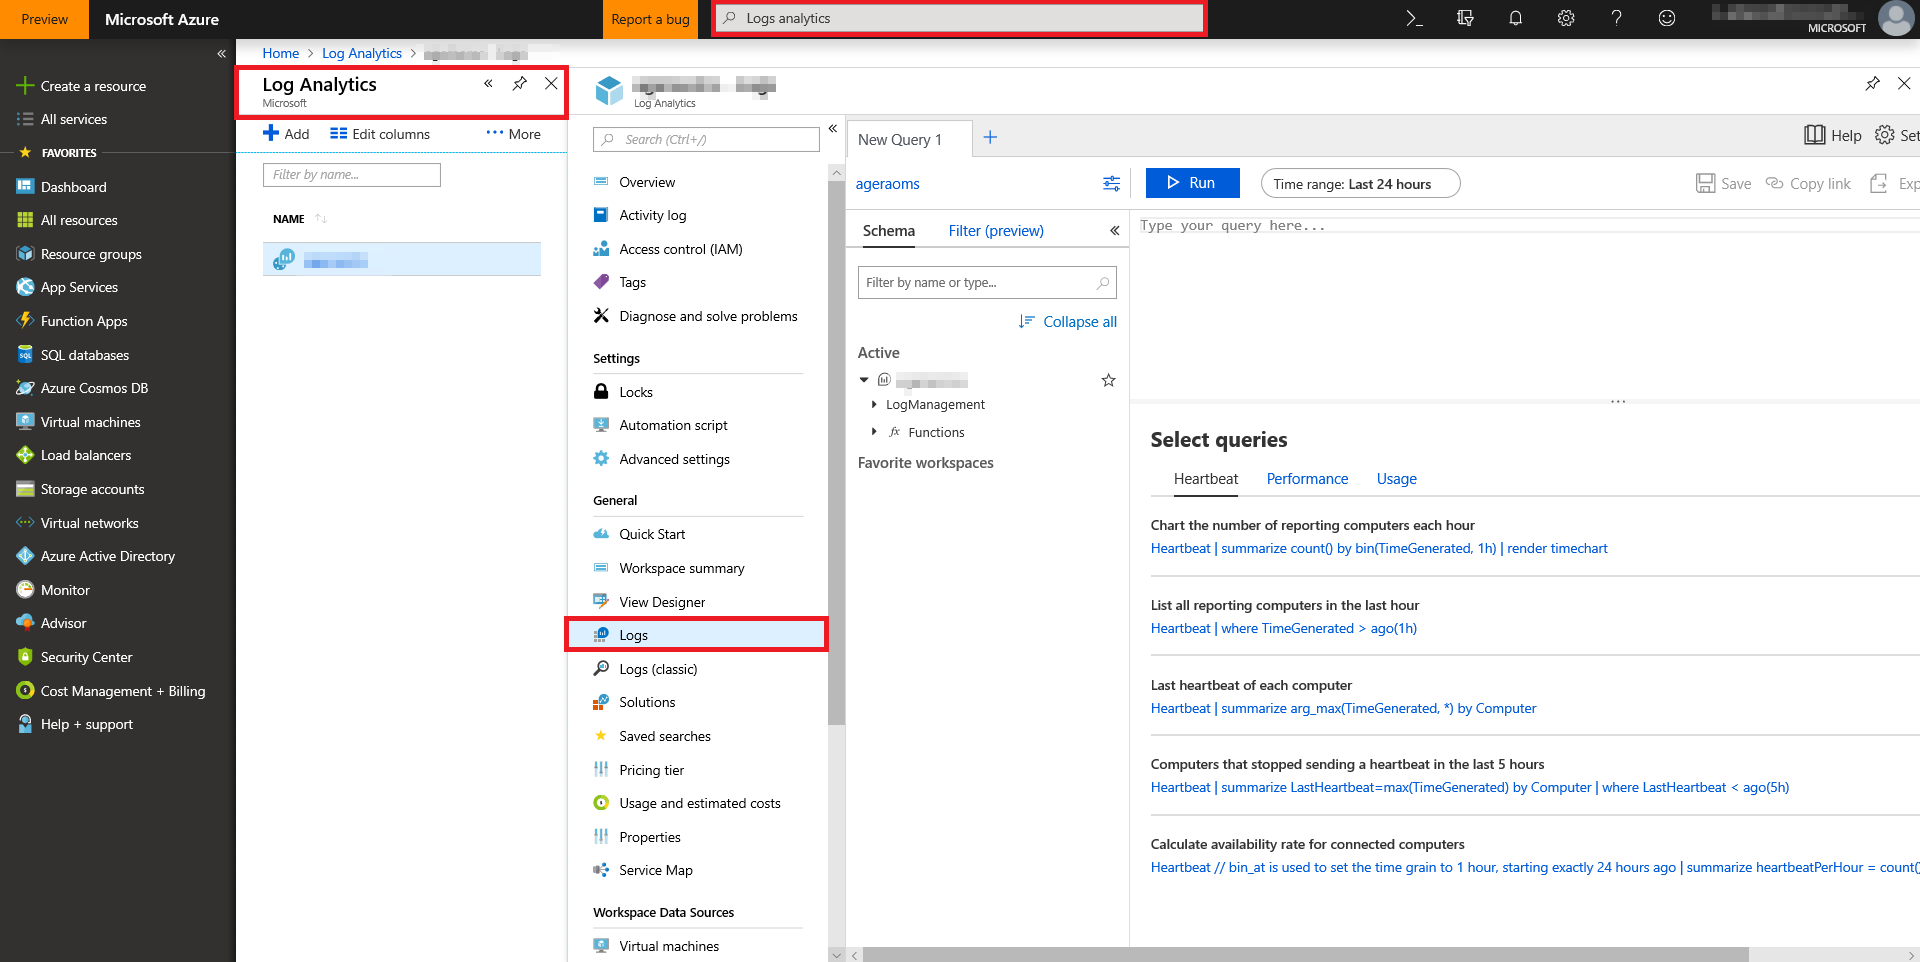 Preview
Microsoft Azure
Report a bug
Logs analytics
MICROSOFT
Home > Log Analytics >
Create a resource
All services
FAVORITES
Dashboard
All resources
Resource groups
App Services
Function Apps
SQL databases
Azure Cosmos DB
Virtual machines
Load balancers
Storage accounts
Virtual networks
Azure Active Directory
Monitor
Advisor
Security Center
Cost Management + Billing
Help + support
Log Analytics
Microsoft
Add
Edit columns
More
Filter by name...
NAME
Log Analytics
Search (Ctrl+/)
Overview
Activity log
Access control (IAM)
Tags
Diagnose and solve problems
Settings
Locks
Automation script
Advanced settings
General
Quick Start
Workspace summary
View Designer
Logs
Logs (classic)
Solutions
Saved searches
Pricing tier
Usage and estimated costs
Properties
Service Map
Workspace Data Sources
Virtual machines
New Query 1
Help
Set
ageraoms
Run
Time range: Last 24 hours
Save
Copy link
Exp
Schema
Filter (preview)
Type your query here...
Filter by name or type...
Collapse all
Active
LogManagement
fx Functions
Favorite workspaces
Select queries
Heartbeat
Performance
Usage
Chart the number of reporting computers each hour
Heartbeat | summarize count() by bin(TimeGenerated, 1h) | render timechart
List all reporting computers in the last hour
Heartbeat | where TimeGenerated > ago(1h)
Last heartbeat of each computer
Heartbeat | summarize arg_max(TimeGenerated, *) by Computer
Computers that stopped sending a heartbeat in the last 5 hours
Heartbeat | summarize LastHeartbeat=max(TimeGenerated) by Computer | where LastHeartbeat < ago(5h)
Calculate availability rate for connected computers
Heartbeat // bin_at is used to set the time grain to 1 hour, starting exactly 24 hours ago | summarize heartbeatPerHour = count()